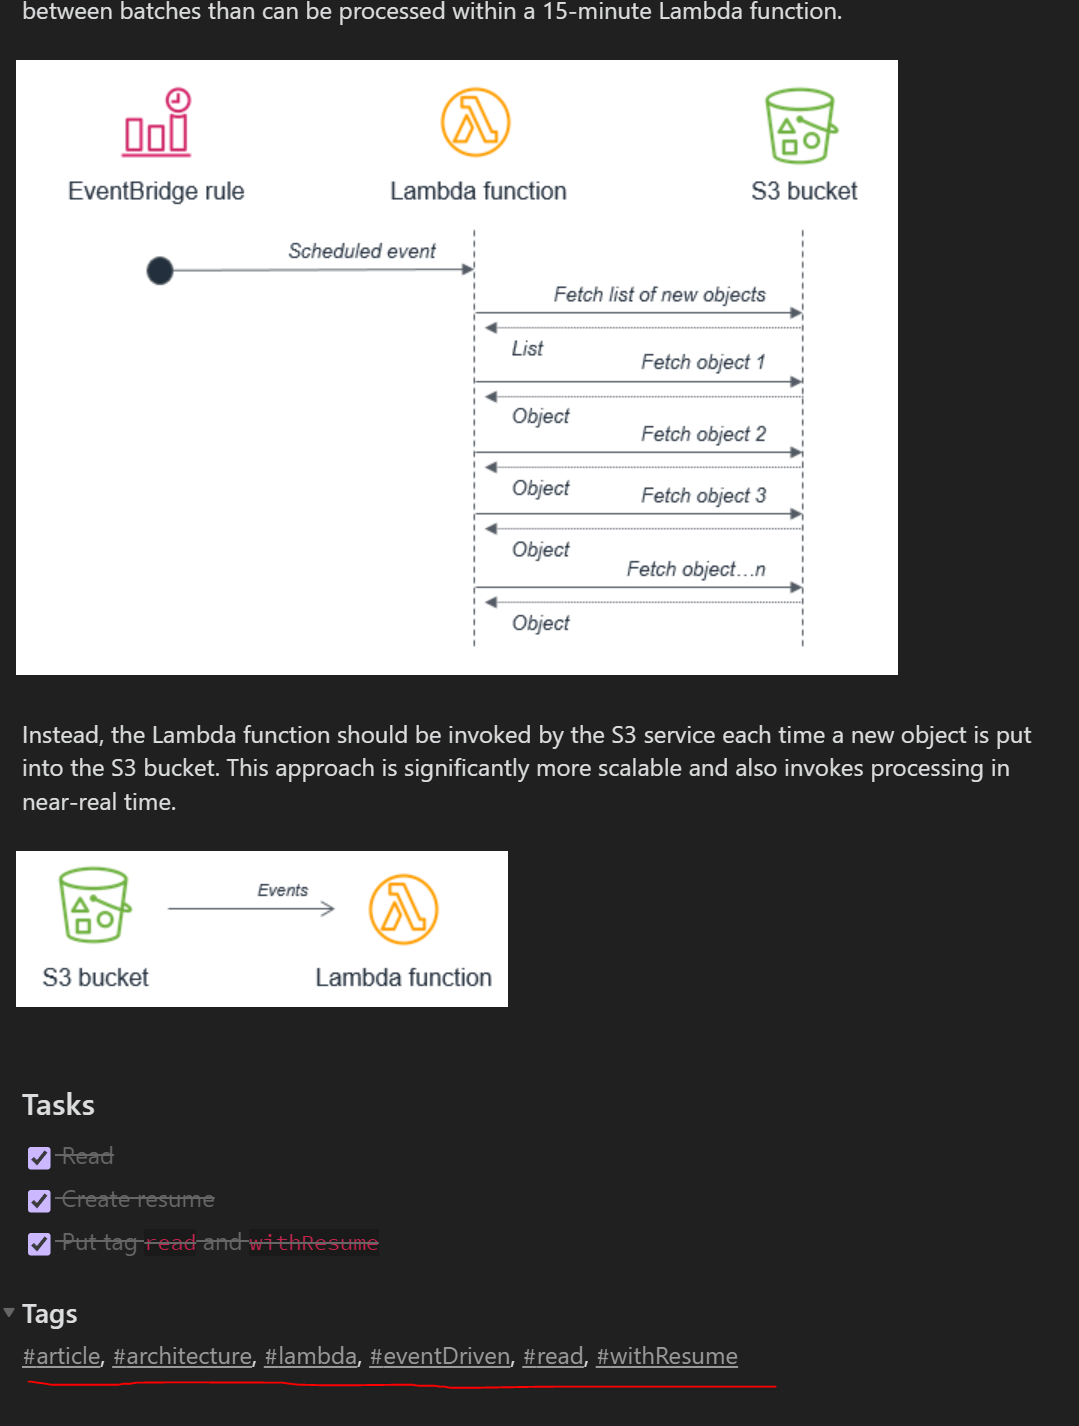 between batches than can be processed within a 15-minute Lambda function.
EventBridge rule
Lambda function
S3 bucket
Scheduled event
Fetch list of new objects
List
Fetch object 1
Object
Fetch object 2
Object
Fetch object 3
Object
Fetch object...n
Object
Instead, the Lambda function should be invoked by the S3 service each time a new object is put
into the S3 bucket. This approach is significantly more scalable and also invokes processing in
near-real time.
Events
S3 bucket
Lambda function
Tasks
Read
Create resume
Put tag read and withResume
Tags
#article, #architecture, #lambda, #eventDriven, #read, #withResume